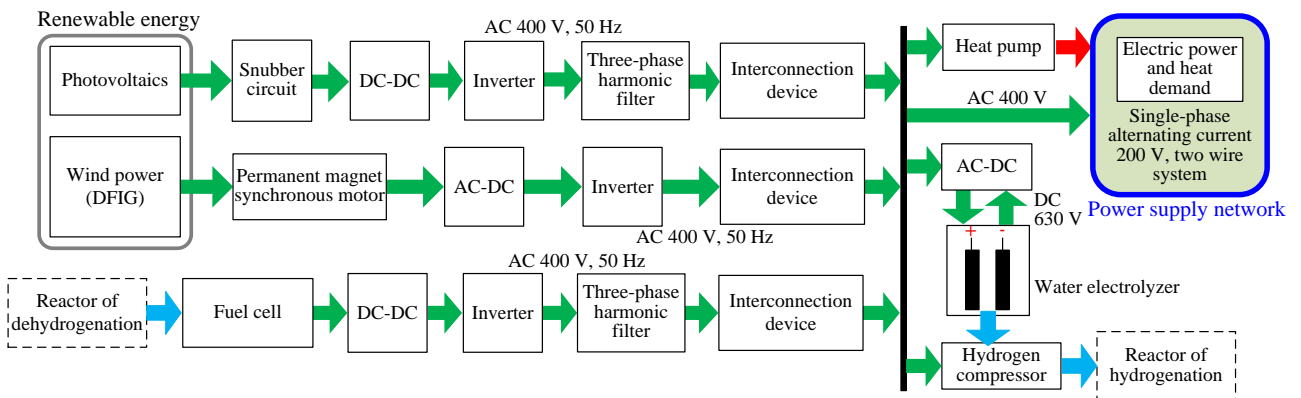 Renewable energy
AC 400 V, 50 Hz
Photovoltaics
Snubber
circuit
DC-DC
Inverter
Three-phase
harmonic
filter
Interconnection
device
Heat pump
Electric power
and heat
demand
AC 400 V
Single-phase
alternating current
200 V, two wire
system
Power supply network
Wind power
(DFIG)
Permanent magnet
synchronous motor
AC-DC
Inverter
Interconnection
device
AC 400 V, 50 Hz
AC-DC
DC
630 V
+ -
Water electrolyzer
AC 400 V, 50 Hz
Reactor of
dehydrogenation
Fuel cell
DC-DC
Inverter
Three-phase
harmonic
filter
Interconnection
device
Hydrogen
compressor
Reactor of
hydrogenation